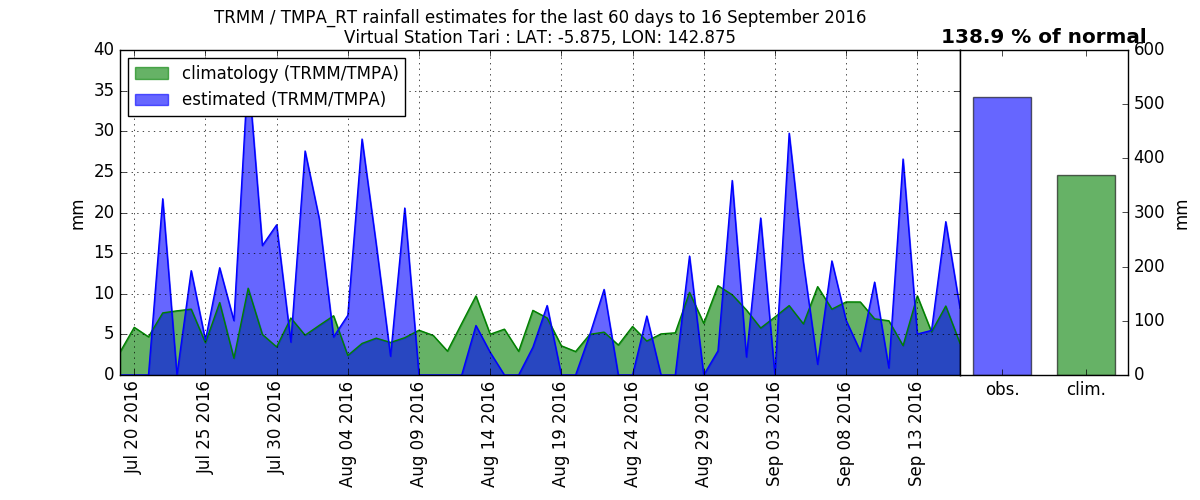 TRMM / TMPA_RT rainfall estimates for the last 60 days to 16 September 2016
Virtual Station Tari : LAT: -5.875, LON: 142.875
138.9 % of normal
climatology (TRMM/TMPA)
estimated (TRMM/TMPA)
40
35
30
25
20
15
10
5
0
mm
600
500
400
300
200
100
0
mm
Jul 20 2016
Jul 25 2016
Jul 30 2016
Aug 04 2016
Aug 09 2016
Aug 14 2016
Aug 19 2016
Aug 24 2016
Aug 29 2016
Sep 03 2016
Sep 08 2016
Sep 13 2016
obs.
clim.